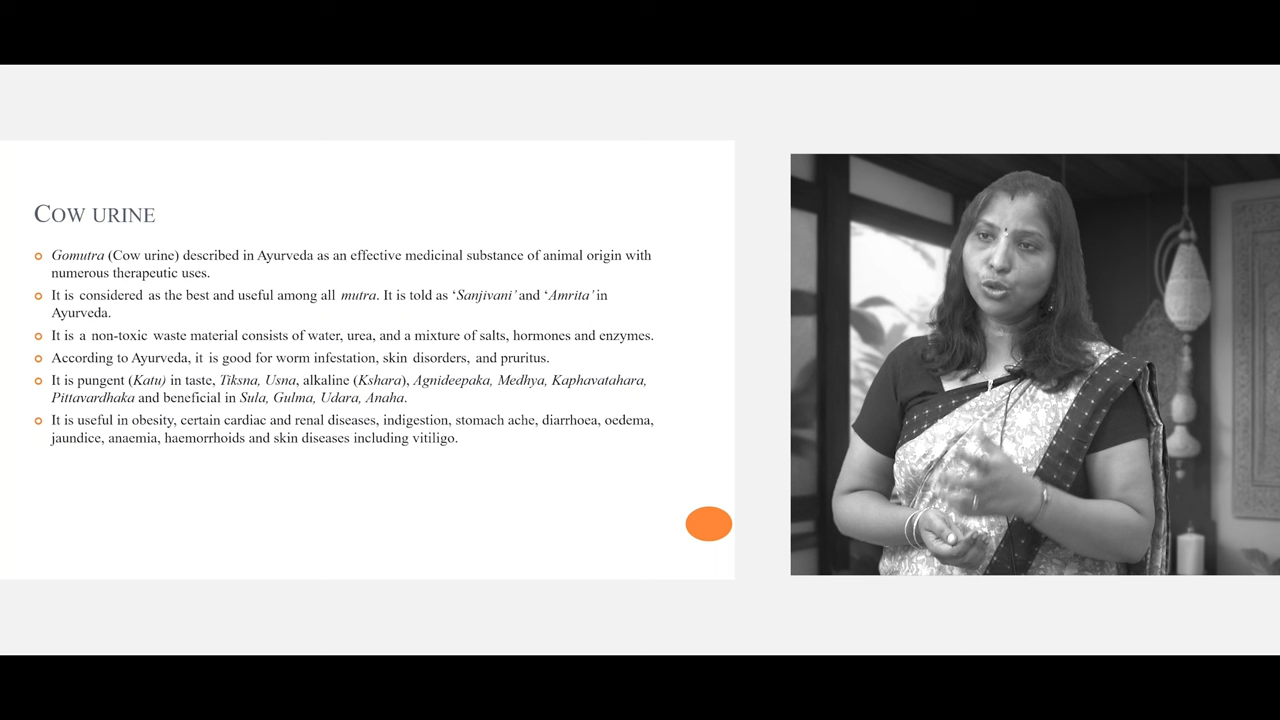 COW URINE
Gomutra (Cow urine) described in Ayurveda as an effective medicinal substance of animal origin with
numerous therapeutic uses.
It is considered as the best and useful among all mutra. It is told as ‘Sanjivani’ and ‘Amrita’ in
Ayurveda.
It is a non-toxic waste material consists of water, urea, and a mixture of salts, hormones and enzymes.
According to Ayurveda, it is good for worm infestation, skin disorders, and pruritus.
It is pungent (Katu) in taste, Tiksna, Usna, alkaline (Kshara), Agnideepaka, Medhya, Kaphavatahara,
Pittavardhaka and beneficial in Sula, Gulma, Udara, Anaha.
It is useful in obesity, certain cardiac and renal diseases, indigestion, stomach ache, diarrhoea, oedema,
jaundice, anaemia, haemorrhoids and skin diseases including vitiligo.